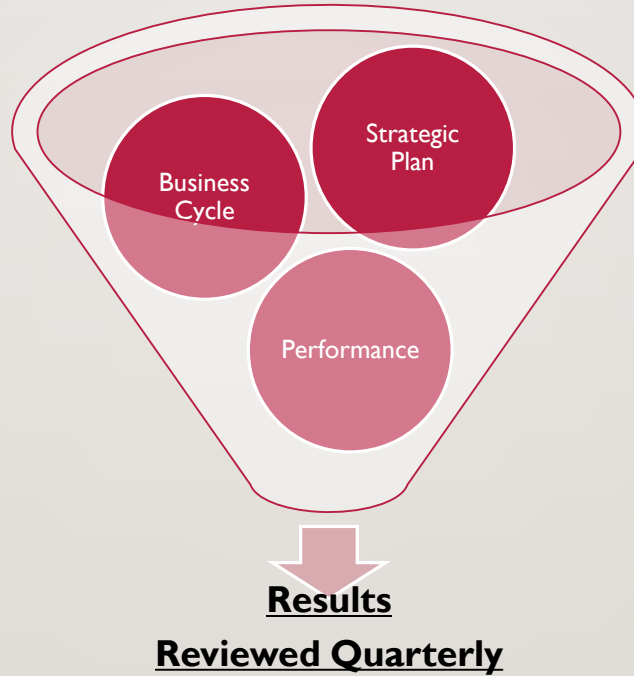 Strategic
Plan
Business
Cycle
Performance
Results
Reviewed Quarterly